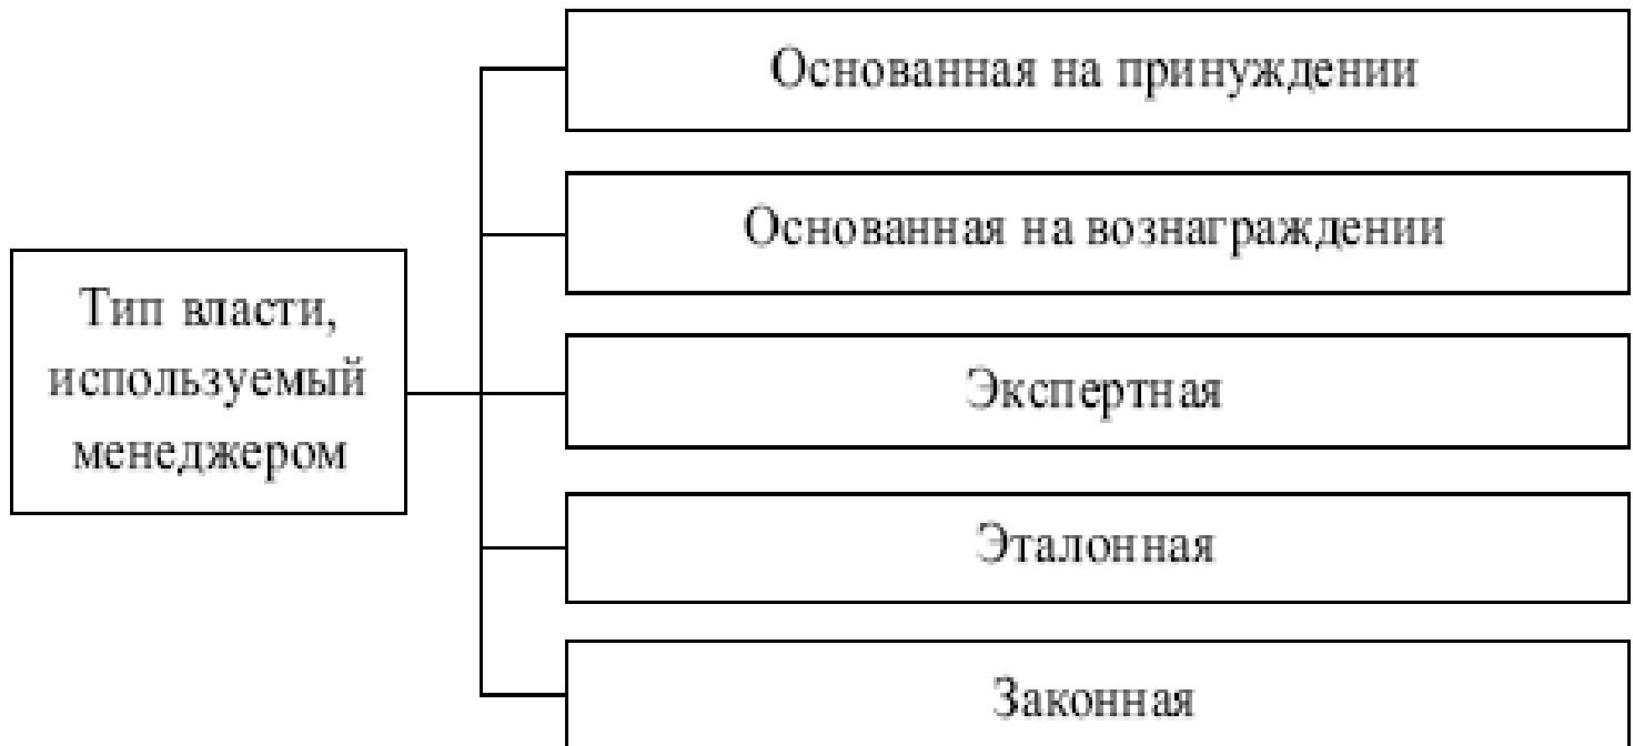 Основанная на принуждении
Основанная на вознаграждении
Тип власти,
используемый
менеджером
Экспертная
Эталонная
Законная